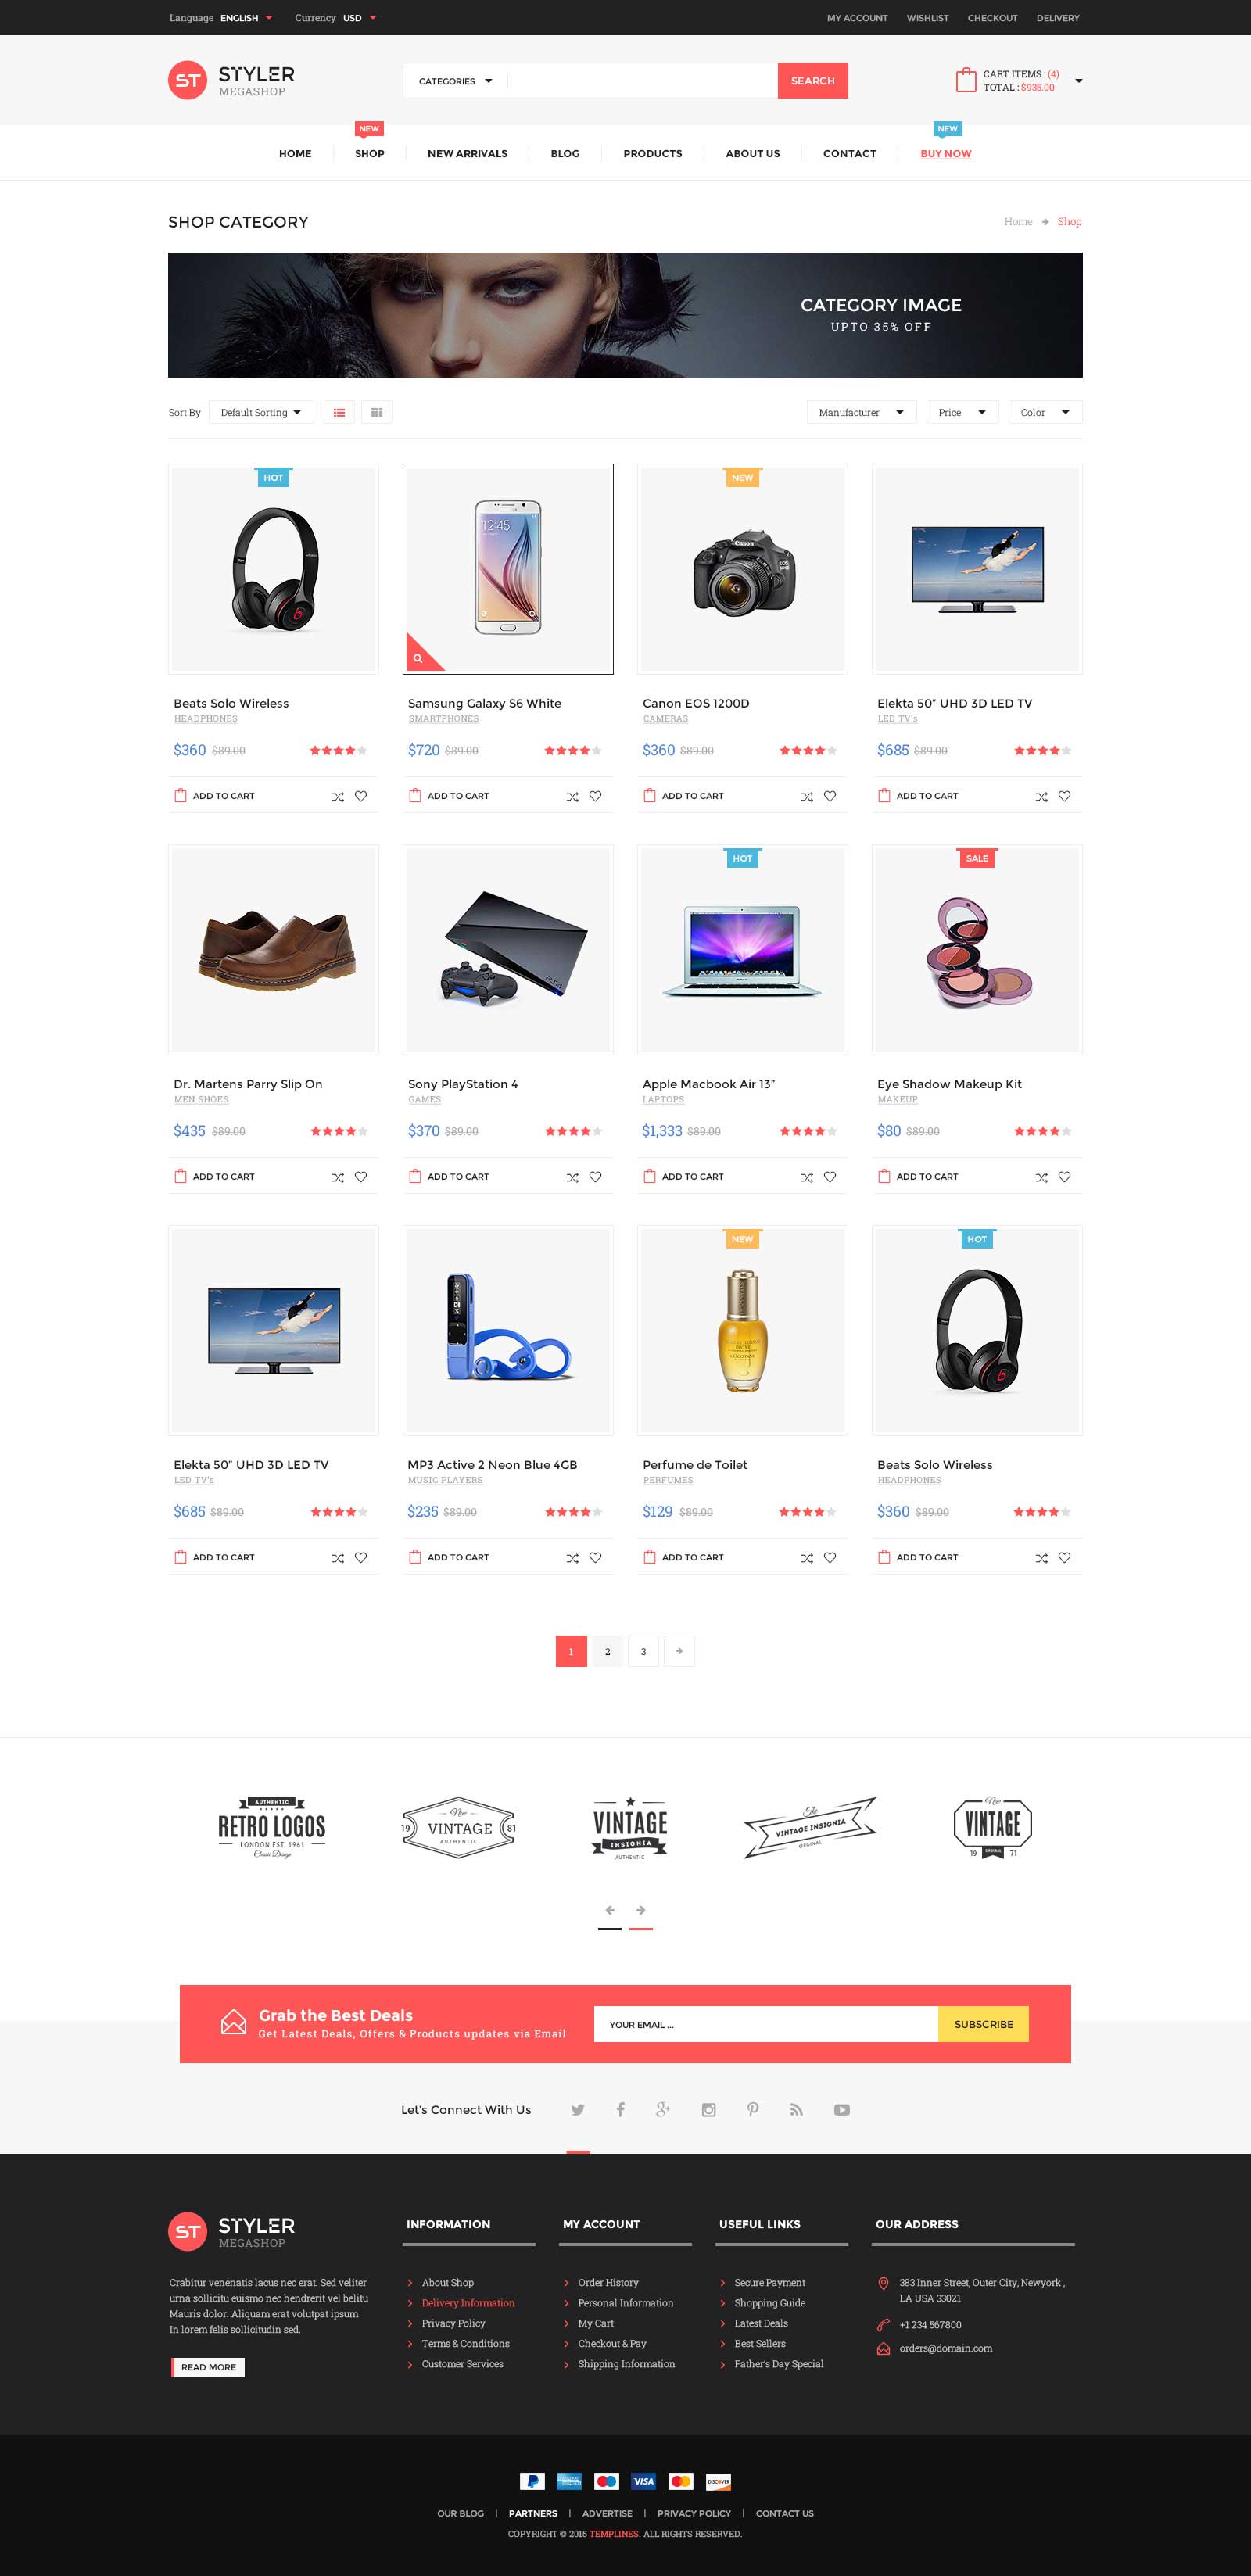 Language ENGLISH Currency USD MY ACCOUNT WISHLIST CHECKOUT DELIVERY
ST STYLER MEGASHOP
CATEGORIES SEARCH
CART ITEMS : (4)
TOTAL : $935.00
NEW NEW
HOME SHOP NEW ARRIVALS BLOG PRODUCTS ABOUT US CONTACT BUY NOW
SHOP CATEGORY Home Shop
CATEGORY IMAGE
UPTO 35% OFF
Sort By Default Sorting Manufacturer Price Color
HOT NEW
12:45
Canon
EOS
Beats Solo Wireless Samsung Galaxy S6 White Canon EOS 1200D Elekta 50” UHD 3D LED TV
HEADPHONES SMARTPHONES CAMERAS LED TV's
$360 $89.00 $720 $89.00 $360 $89.00 $685 $89.00
ADD TO CART ADD TO CART ADD TO CART ADD TO CART
HOT SALE
PS4
Dr. Martens Parry Slip On Sony PlayStation 4 Apple Macbook Air 13” Eye Shadow Makeup Kit
MEN SHOES GAMES LAPTOPS MAKEUP
$435 $89.00 $370 $89.00 $1,333 $89.00 $80 $89.00
ADD TO CART ADD TO CART ADD TO CART ADD TO CART
NEW HOT
Elekta 50” UHD 3D LED TV MP3 Active 2 Neon Blue 4GB Perfume de Toilet Beats Solo Wireless
LED TV's MUSIC PLAYERS PERFUMES HEADPHONES
$685 $89.00 $235 $89.00 $129 $89.00 $360 $89.00
ADD TO CART ADD TO CART ADD TO CART ADD TO CART
1 2 3
AUTHENTIC
RETRO LOGOS
LONDON EST. 1961
Classic Design
New
19 VINTAGE 81
AUTHENTIC
VINTAGE
INSIGNIA
AUTHENTIC
The
VINTAGE INSIGNIA
ORIGINAL
New
VINTAGE
19 ORIGINAL 71
Grab the Best Deals
Get Latest Deals, Offers & Products updates via Email
YOUR EMAIL ... SUBSCRIBE
Let's Connect With Us
ST STYLER MEGASHOP
Crabitur venenatis lacus nec erat. Sed veliter
urna sollicitu euismo nec hendrerit vel belitu
Mauris dolor. Aliquam erat volutpat ipsum
In lorem felis sollicitudin sed.
READ MORE
INFORMATION
About Shop
Delivery Information
Privacy Policy
Terms & Conditions
Customer Services
MY ACCOUNT
Order History
Personal Information
My Cart
Checkout & Pay
Shipping Information
USEFUL LINKS
Secure Payment
Shopping Guide
Latest Deals
Best Sellers
Father's Day Special
OUR ADDRESS
383 Inner Street, Outer City, Newyork ,
LA USA 33021
+1 234 567800
orders@domain.com
VISA DISCOVER
OUR BLOG | PARTNERS | ADVERTISE | PRIVACY POLICY | CONTACT US
COPYRIGHT © 2015 TEMPLINES. ALL RIGHTS RESERVED.